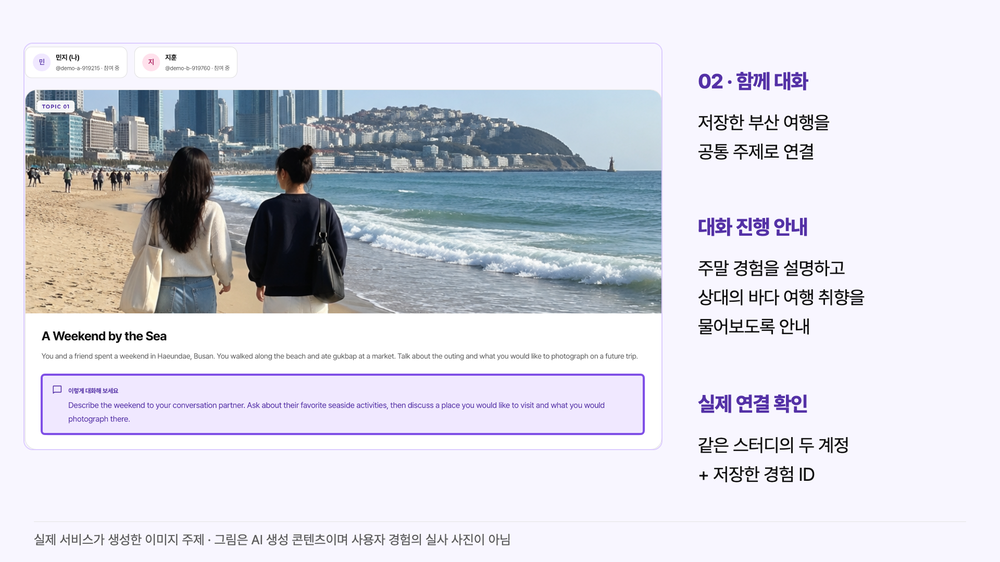 민
민지 (나)
@demo-a-919215 · 참여 중
지
지훈
@demo-b-919760 · 참여 중
TOPIC 01
A Weekend by the Sea
You and a friend spent a weekend in Haeundae, Busan. You walked along the beach and ate gukbap at a market. Talk about the outing and what you would like to photograph on a future trip.
이렇게 대화해 보세요
Describe the weekend to your conversation partner. Ask about their favorite seaside activities, then discuss a place you would like to visit and what you would
photograph there.
02 · 함께 대화
저장한 부산 여행을
공통 주제로 연결
대화 진행 안내
주말 경험을 설명하고
상대의 바다 여행 취향을
물어보도록 안내
실제 연결 확인
같은 스터디의 두 계정
+ 저장한 경험 ID
실제 서비스가 생성한 이미지 주제 · 그림은 AI 생성 콘텐츠이며 사용자 경험의 실사 사진이 아님